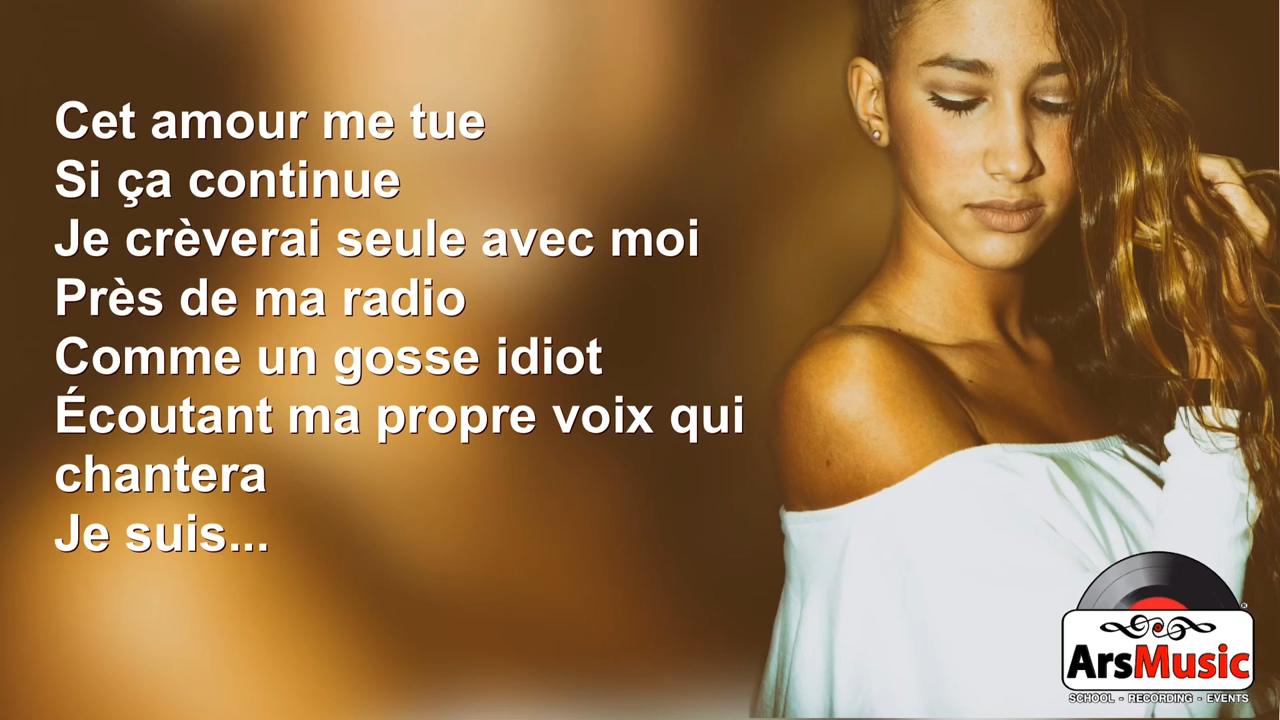 Cet amour me tue
Si ça continue
Je crèverai seule avec moi
Près de ma radio
Comme un gosse idiot
Écoutant ma propre voix qui
chantera
Je suis...
ArsMusic
SCHOOL - RECORDING - EVENTS